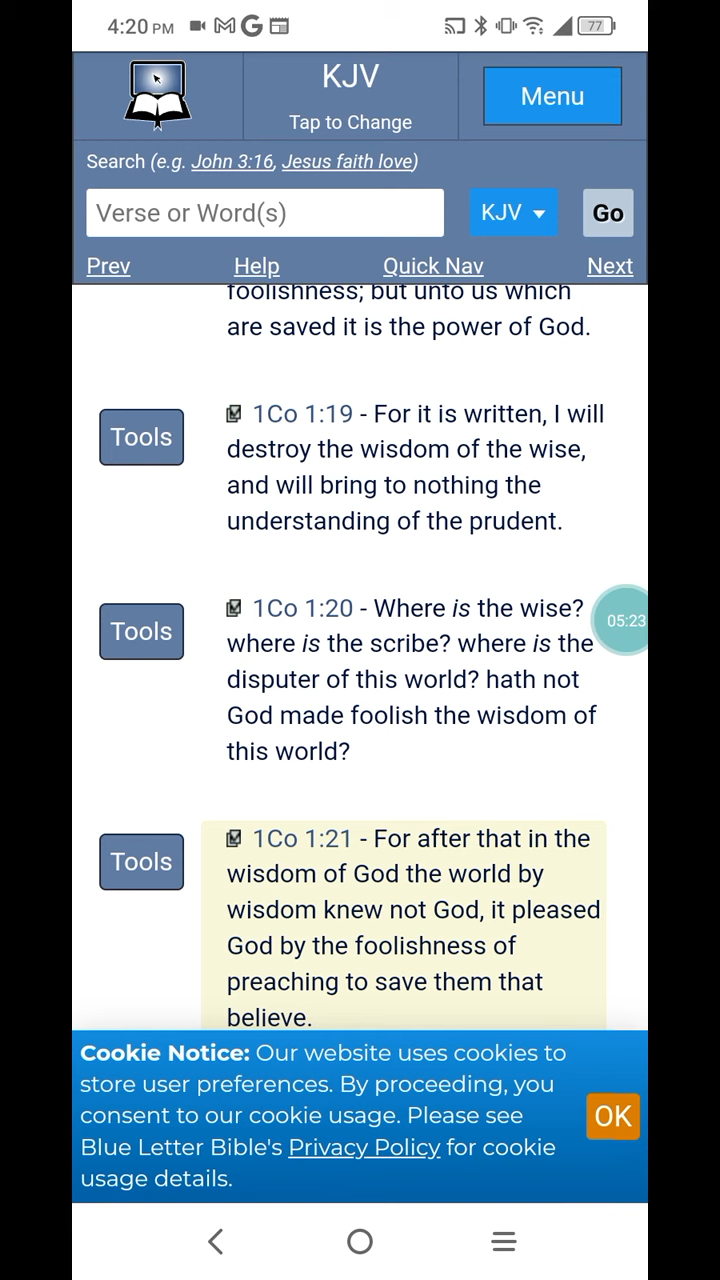 4:20 PM 77
KJV
Tap to Change
Menu
Search (e.g. John 3:16, Jesus faith love)
Verse or Word(s)
KJV
Go
Prev Help Quick Nav Next
foolishness; but unto us which
are saved it is the power of God.
Tools
1Co 1:19 - For it is written, I will
destroy the wisdom of the wise,
and will bring to nothing the
understanding of the prudent.
Tools
1Co 1:20 - Where is the wise?
where is the scribe? where is the
disputer of this world? hath not
God made foolish the wisdom of
this world?
05:23
Tools
1Co 1:21 - For after that in the
wisdom of God the world by
wisdom knew not God, it pleased
God by the foolishness of
preaching to save them that
believe.
Cookie Notice: Our website uses cookies to
store user preferences. By proceeding, you
consent to our cookie usage. Please see
Blue Letter Bible's Privacy Policy for cookie
usage details.
OK